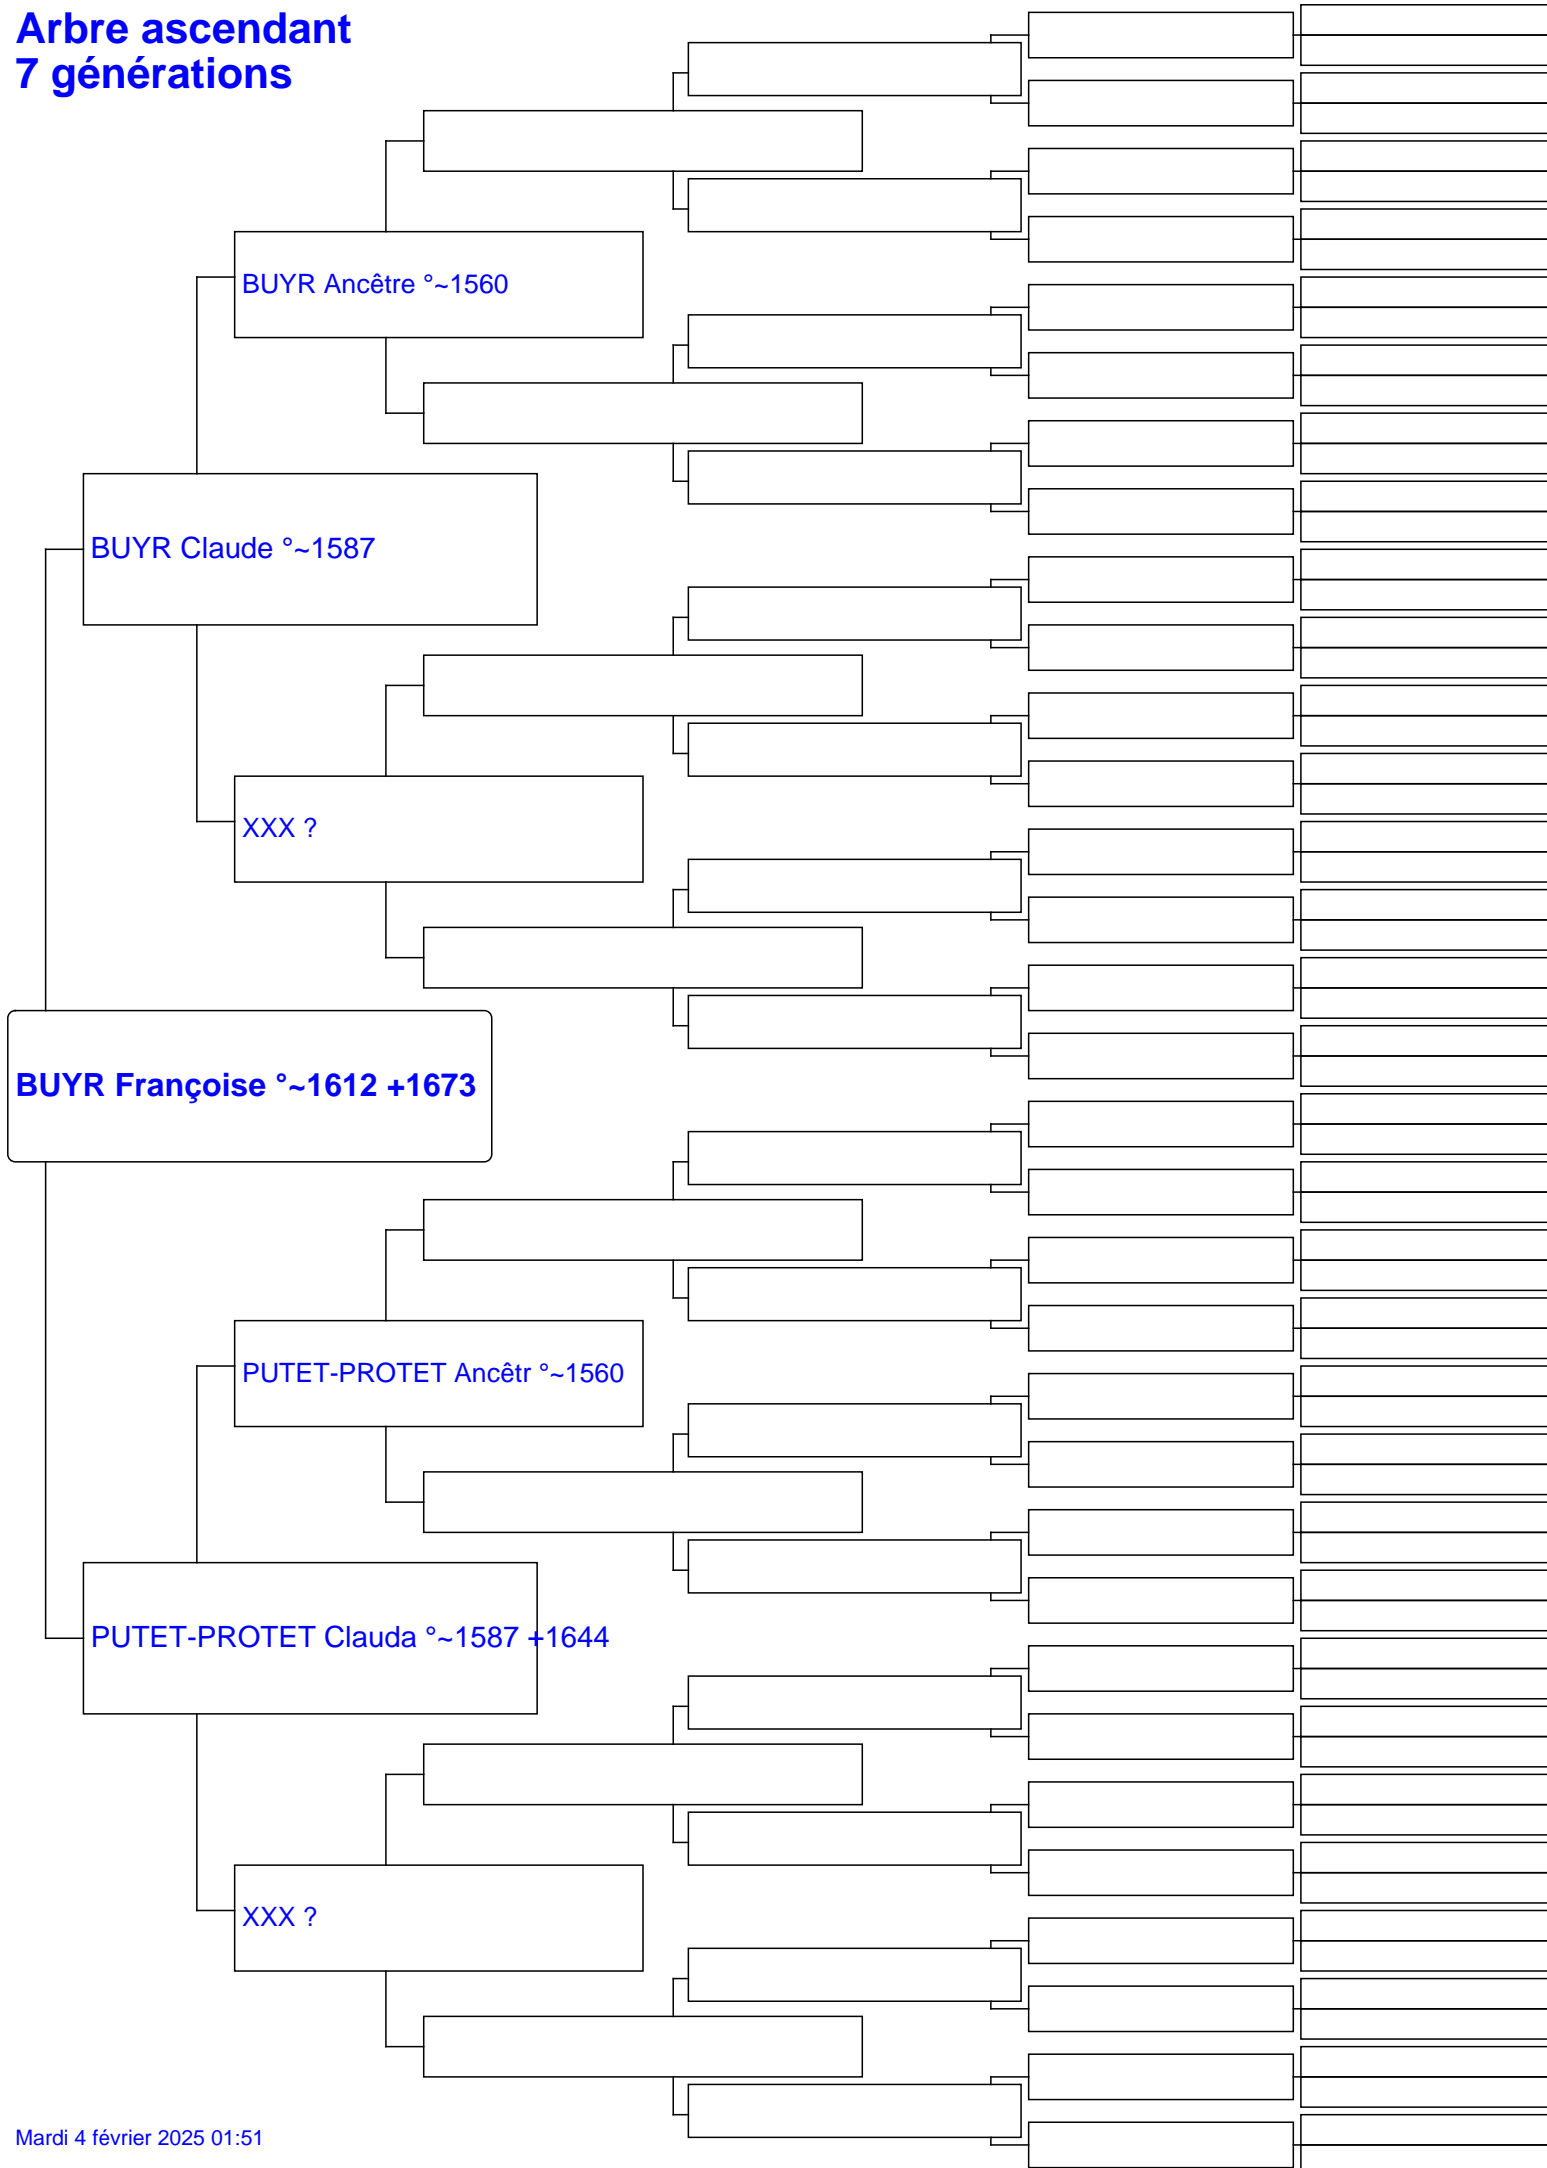 Arbre ascendant
7 générations
BUYR Ancêtre °~1560
BUYR Claude °~1587
XXX ?
BUYR Françoise °~1612 +1673
PUTET-PROTET Ancêtr °~1560
PUTET-PROTET Clauda °~1587 +1644
XXX ?
Mardi 4 février 2025 01:51